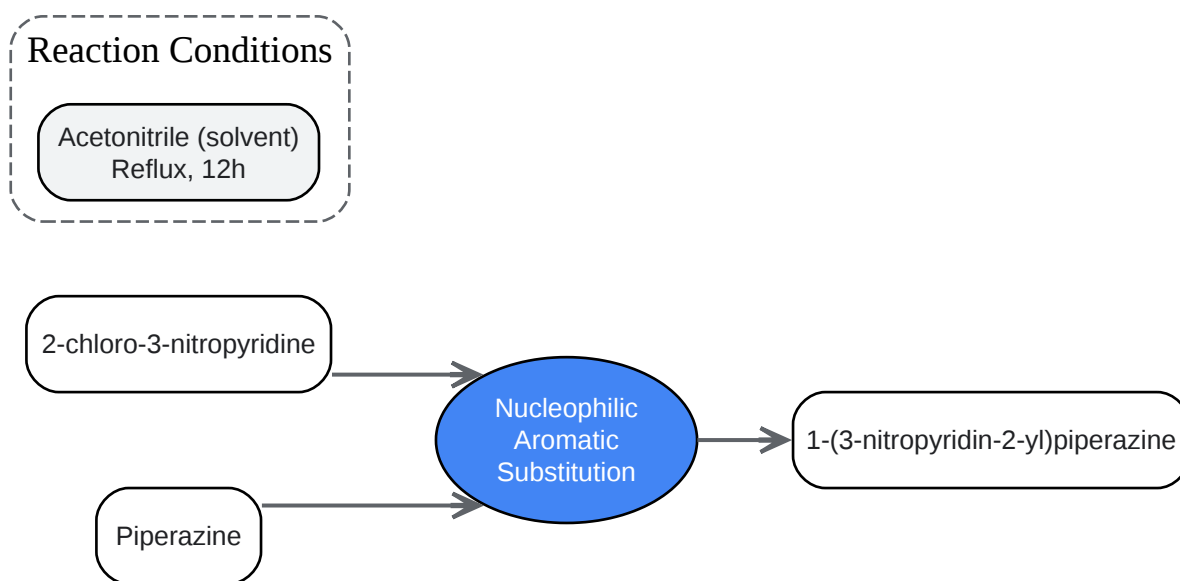 Reaction Conditions
Acetonitrile (solvent)
Reflux, 12h
2-chloro-3-nitropyridine
Nucleophilic
Aromatic
Substitution
1-(3-nitropyridin-2-yl)piperazine
Piperazine